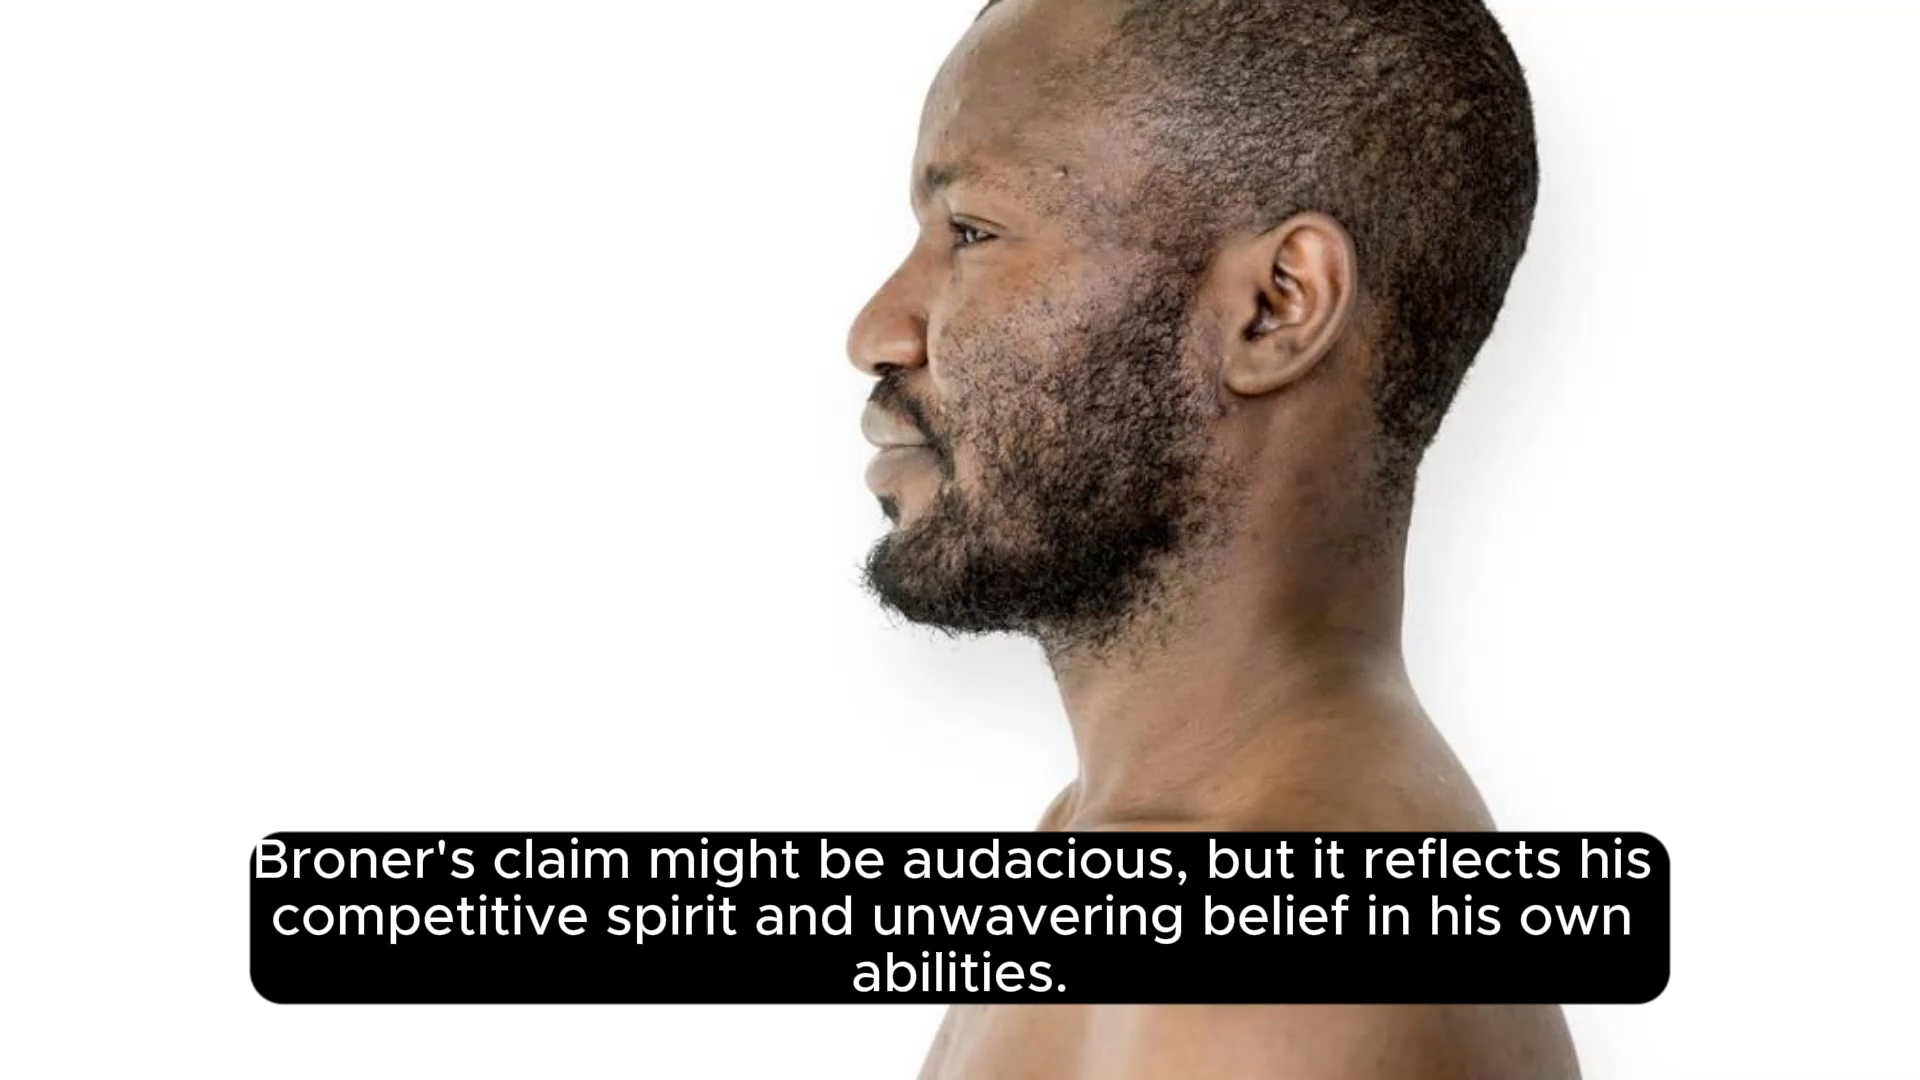 Broner's claim might be audacious, but it reflects his
competitive spirit and unwavering belief in his own
abilities.